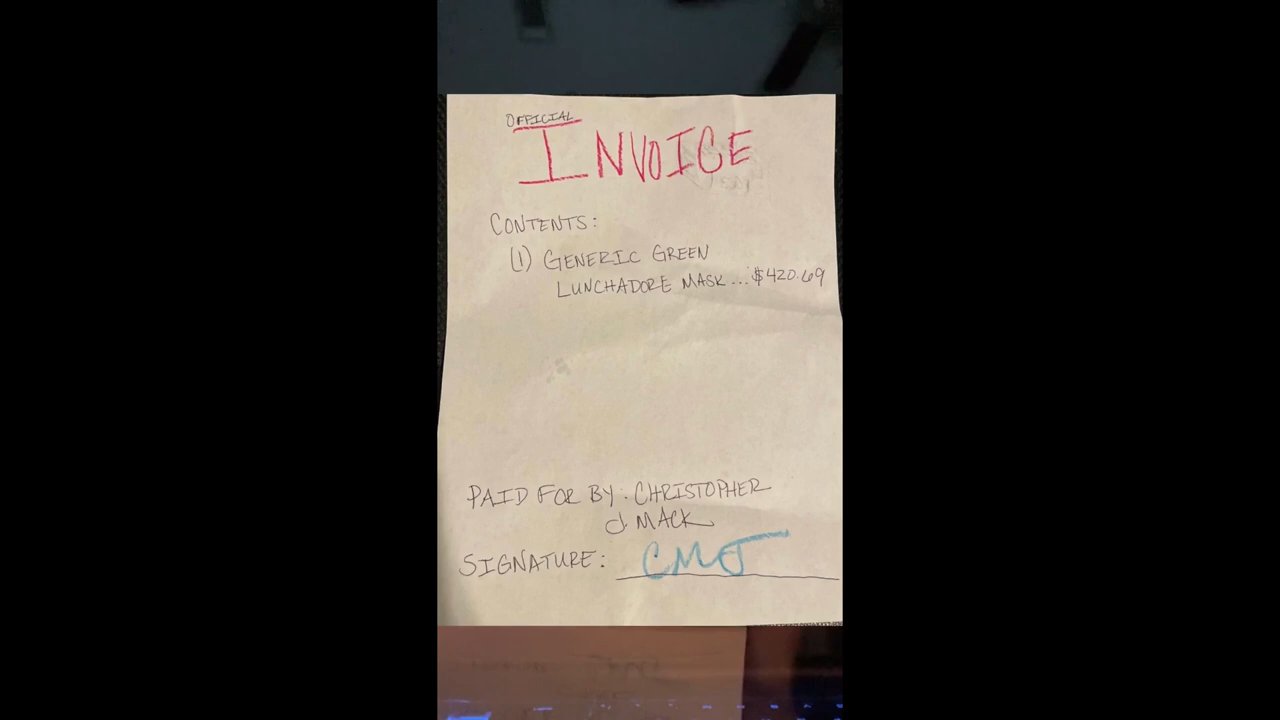 OFFICIAL
INVOICE
CONTENTS:
(1) GENERIC GREEN
LUNCHADORE MASK...$420.69
PAID FOR BY: CHRISTOPHER
J. MACK
SIGNATURE: CMJ